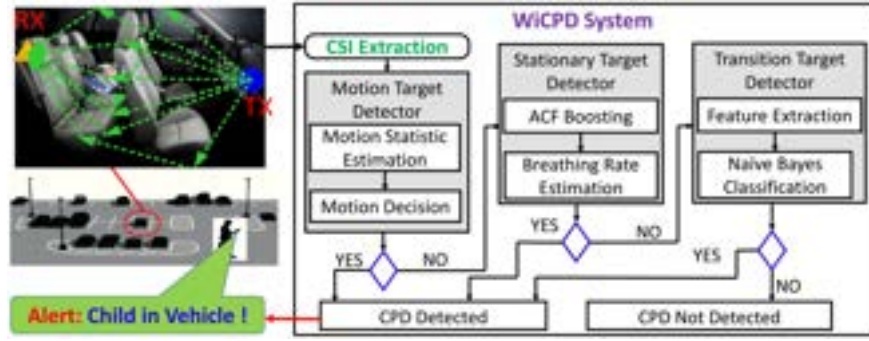 RX
TX
WiCPD System
CSI Extraction
Motion Target
Detector
Motion Statistic
Estimation
Motion Decision
Stationary Target
Detector
ACF Boosting
Breathing Rate
Estimation
Transition Target
Detector
Feature Extraction
Naïve Bayes
Classification
YES
NO
YES
NO
YES
NO
CPD Detected
CPD Not Detected
Alert: Child in Vehicle !